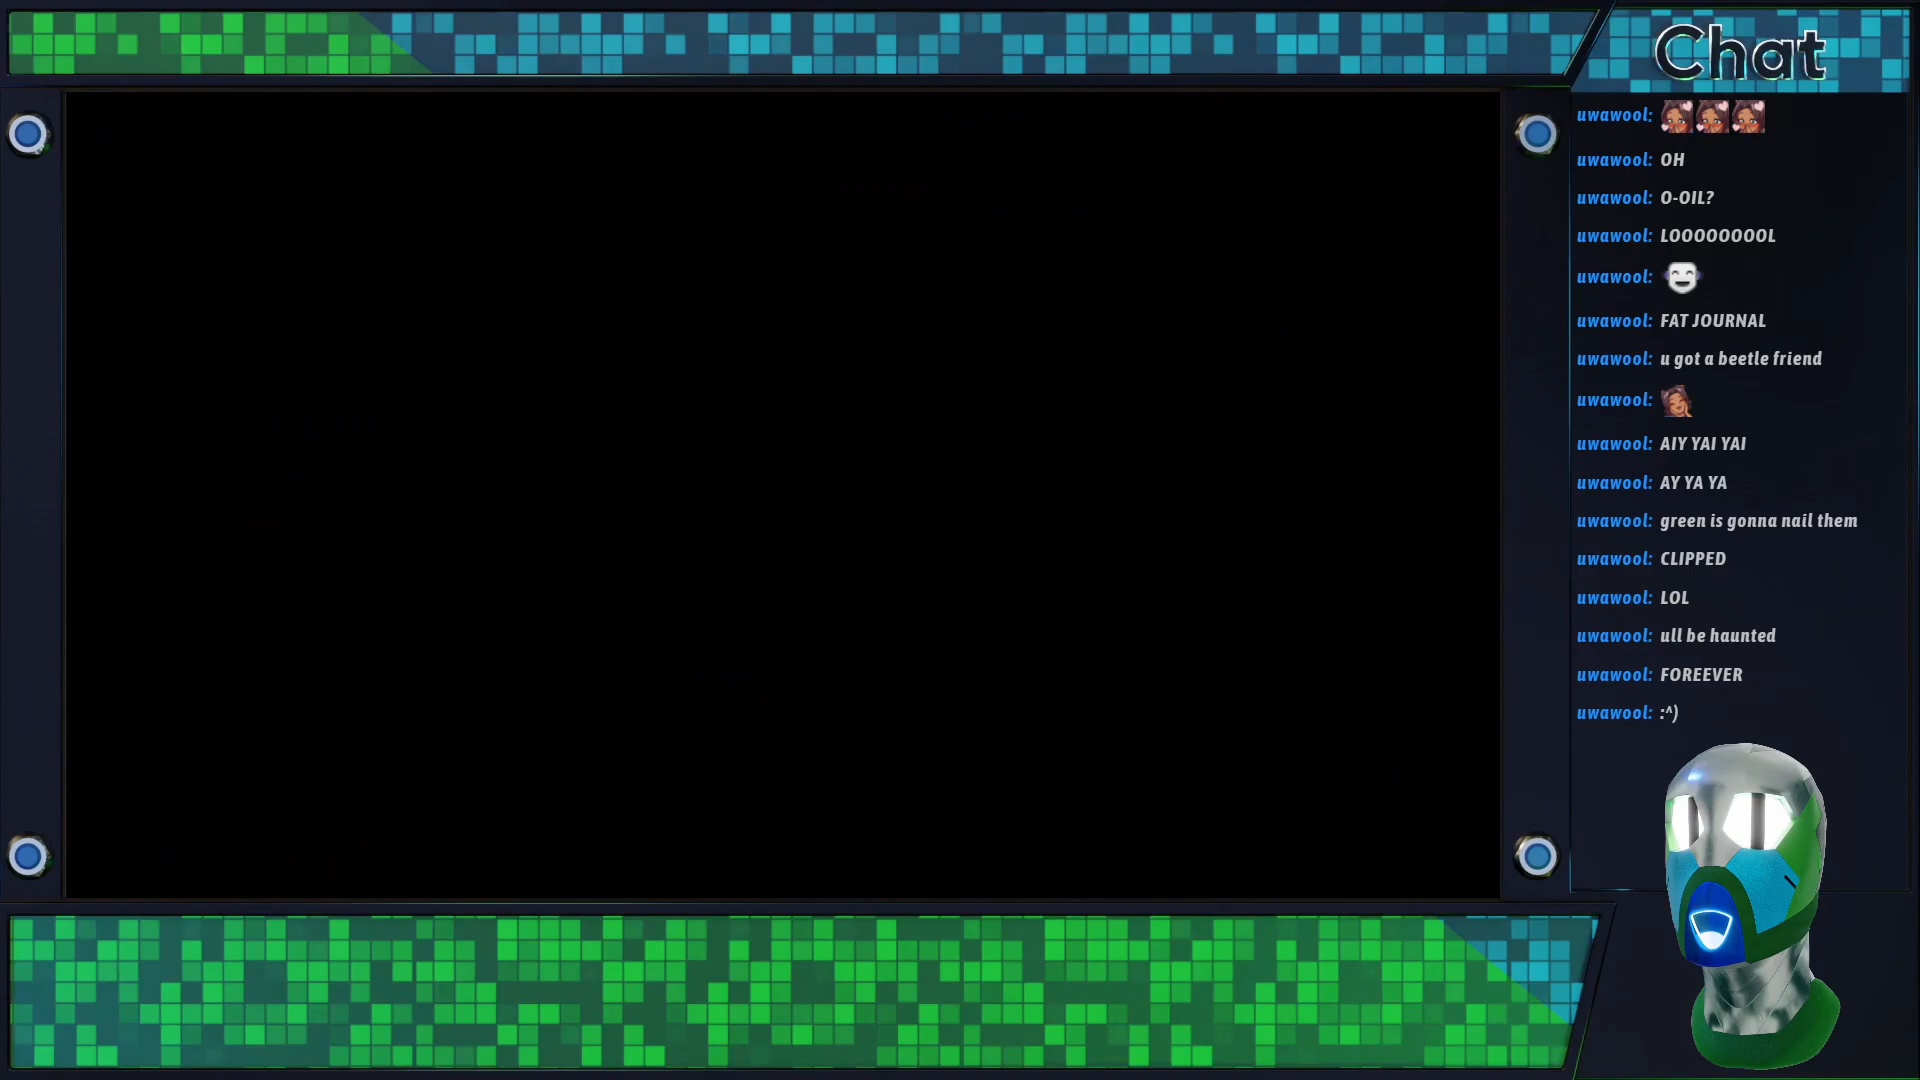 Chat
uwawool:
uwawool: OH
uwawool: O-OIL?
uwawool: LOOOOOOOOL
uwawool:
uwawool: FAT JOURNAL
uwawool: u got a beetle friend
uwawool:
uwawool: AIY YAI YAI
uwawool: AY YA YA
uwawool: green is gonna nail them
uwawool: CLIPPED
uwawool: LOL
uwawool: ull be haunted
uwawool: FOREEVER
uwawool: :^)